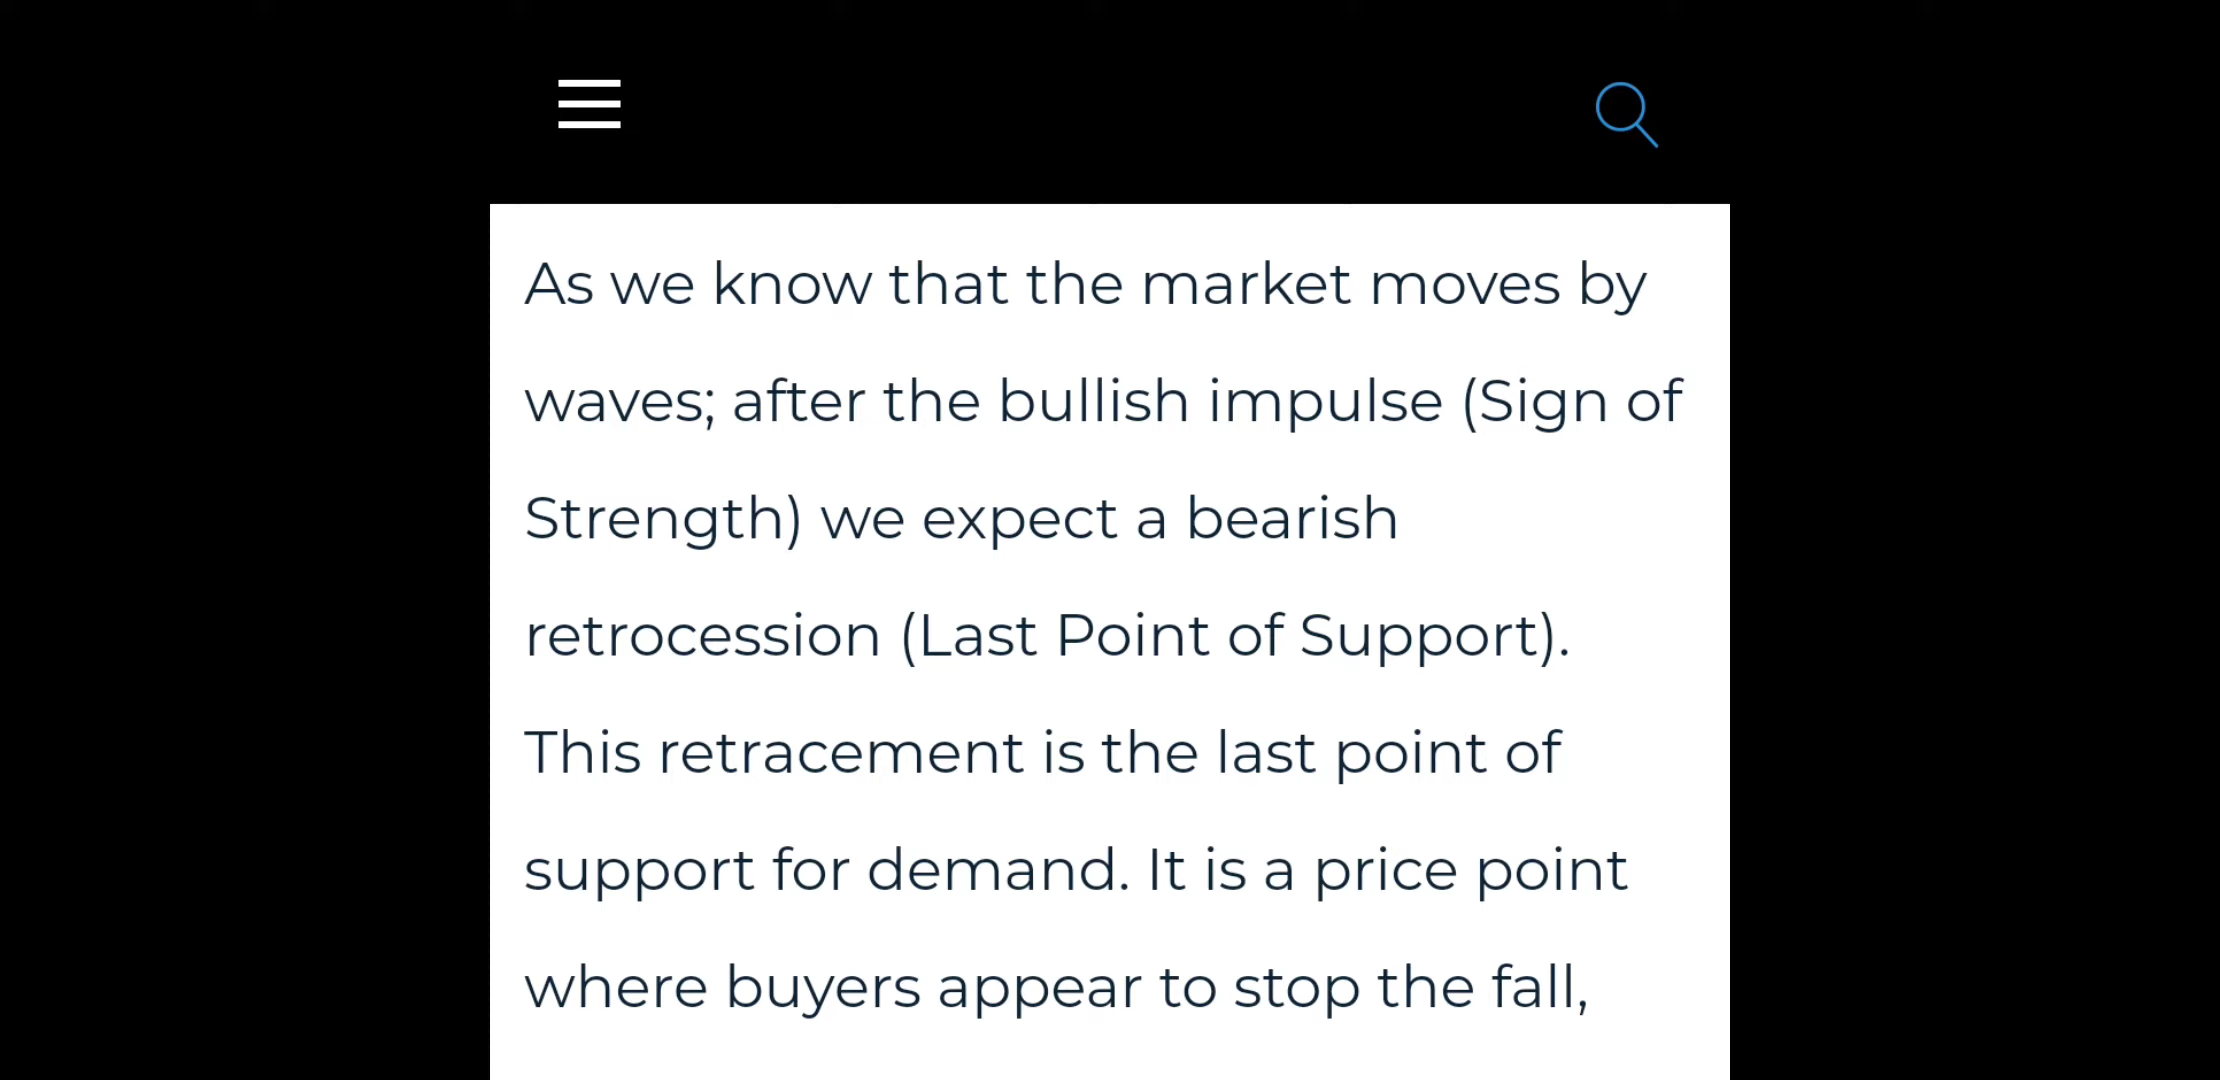 As we know that the market moves by
waves; after the bullish impulse (Sign of
Strength) we expect a bearish
retrocession (Last Point of Support).
This retracement is the last point of
support for demand. It is a price point
where buyers appear to stop the fall,